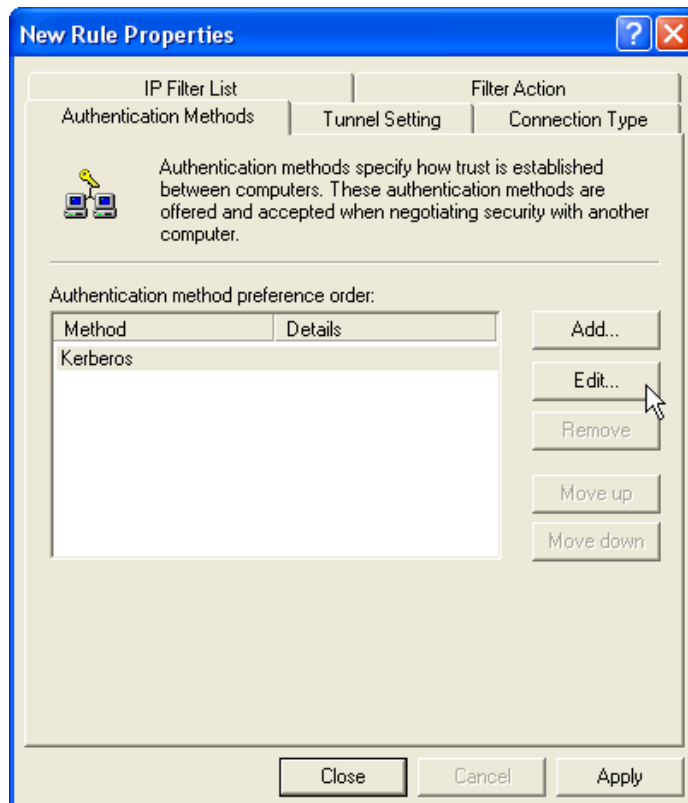 New Rule Properties
IP Filter List
Filter Action
Authentication Methods
Tunnel Setting
Connection Type
Authentication methods specify how trust is established
between computers. These authentication methods are
offered and accepted when negotiating security with another
computer.
Authentication method preference order:
Method
Details
Add...
Kerberos
Edit...
Remove
Move up
Move down
Close
Cancel
Apply